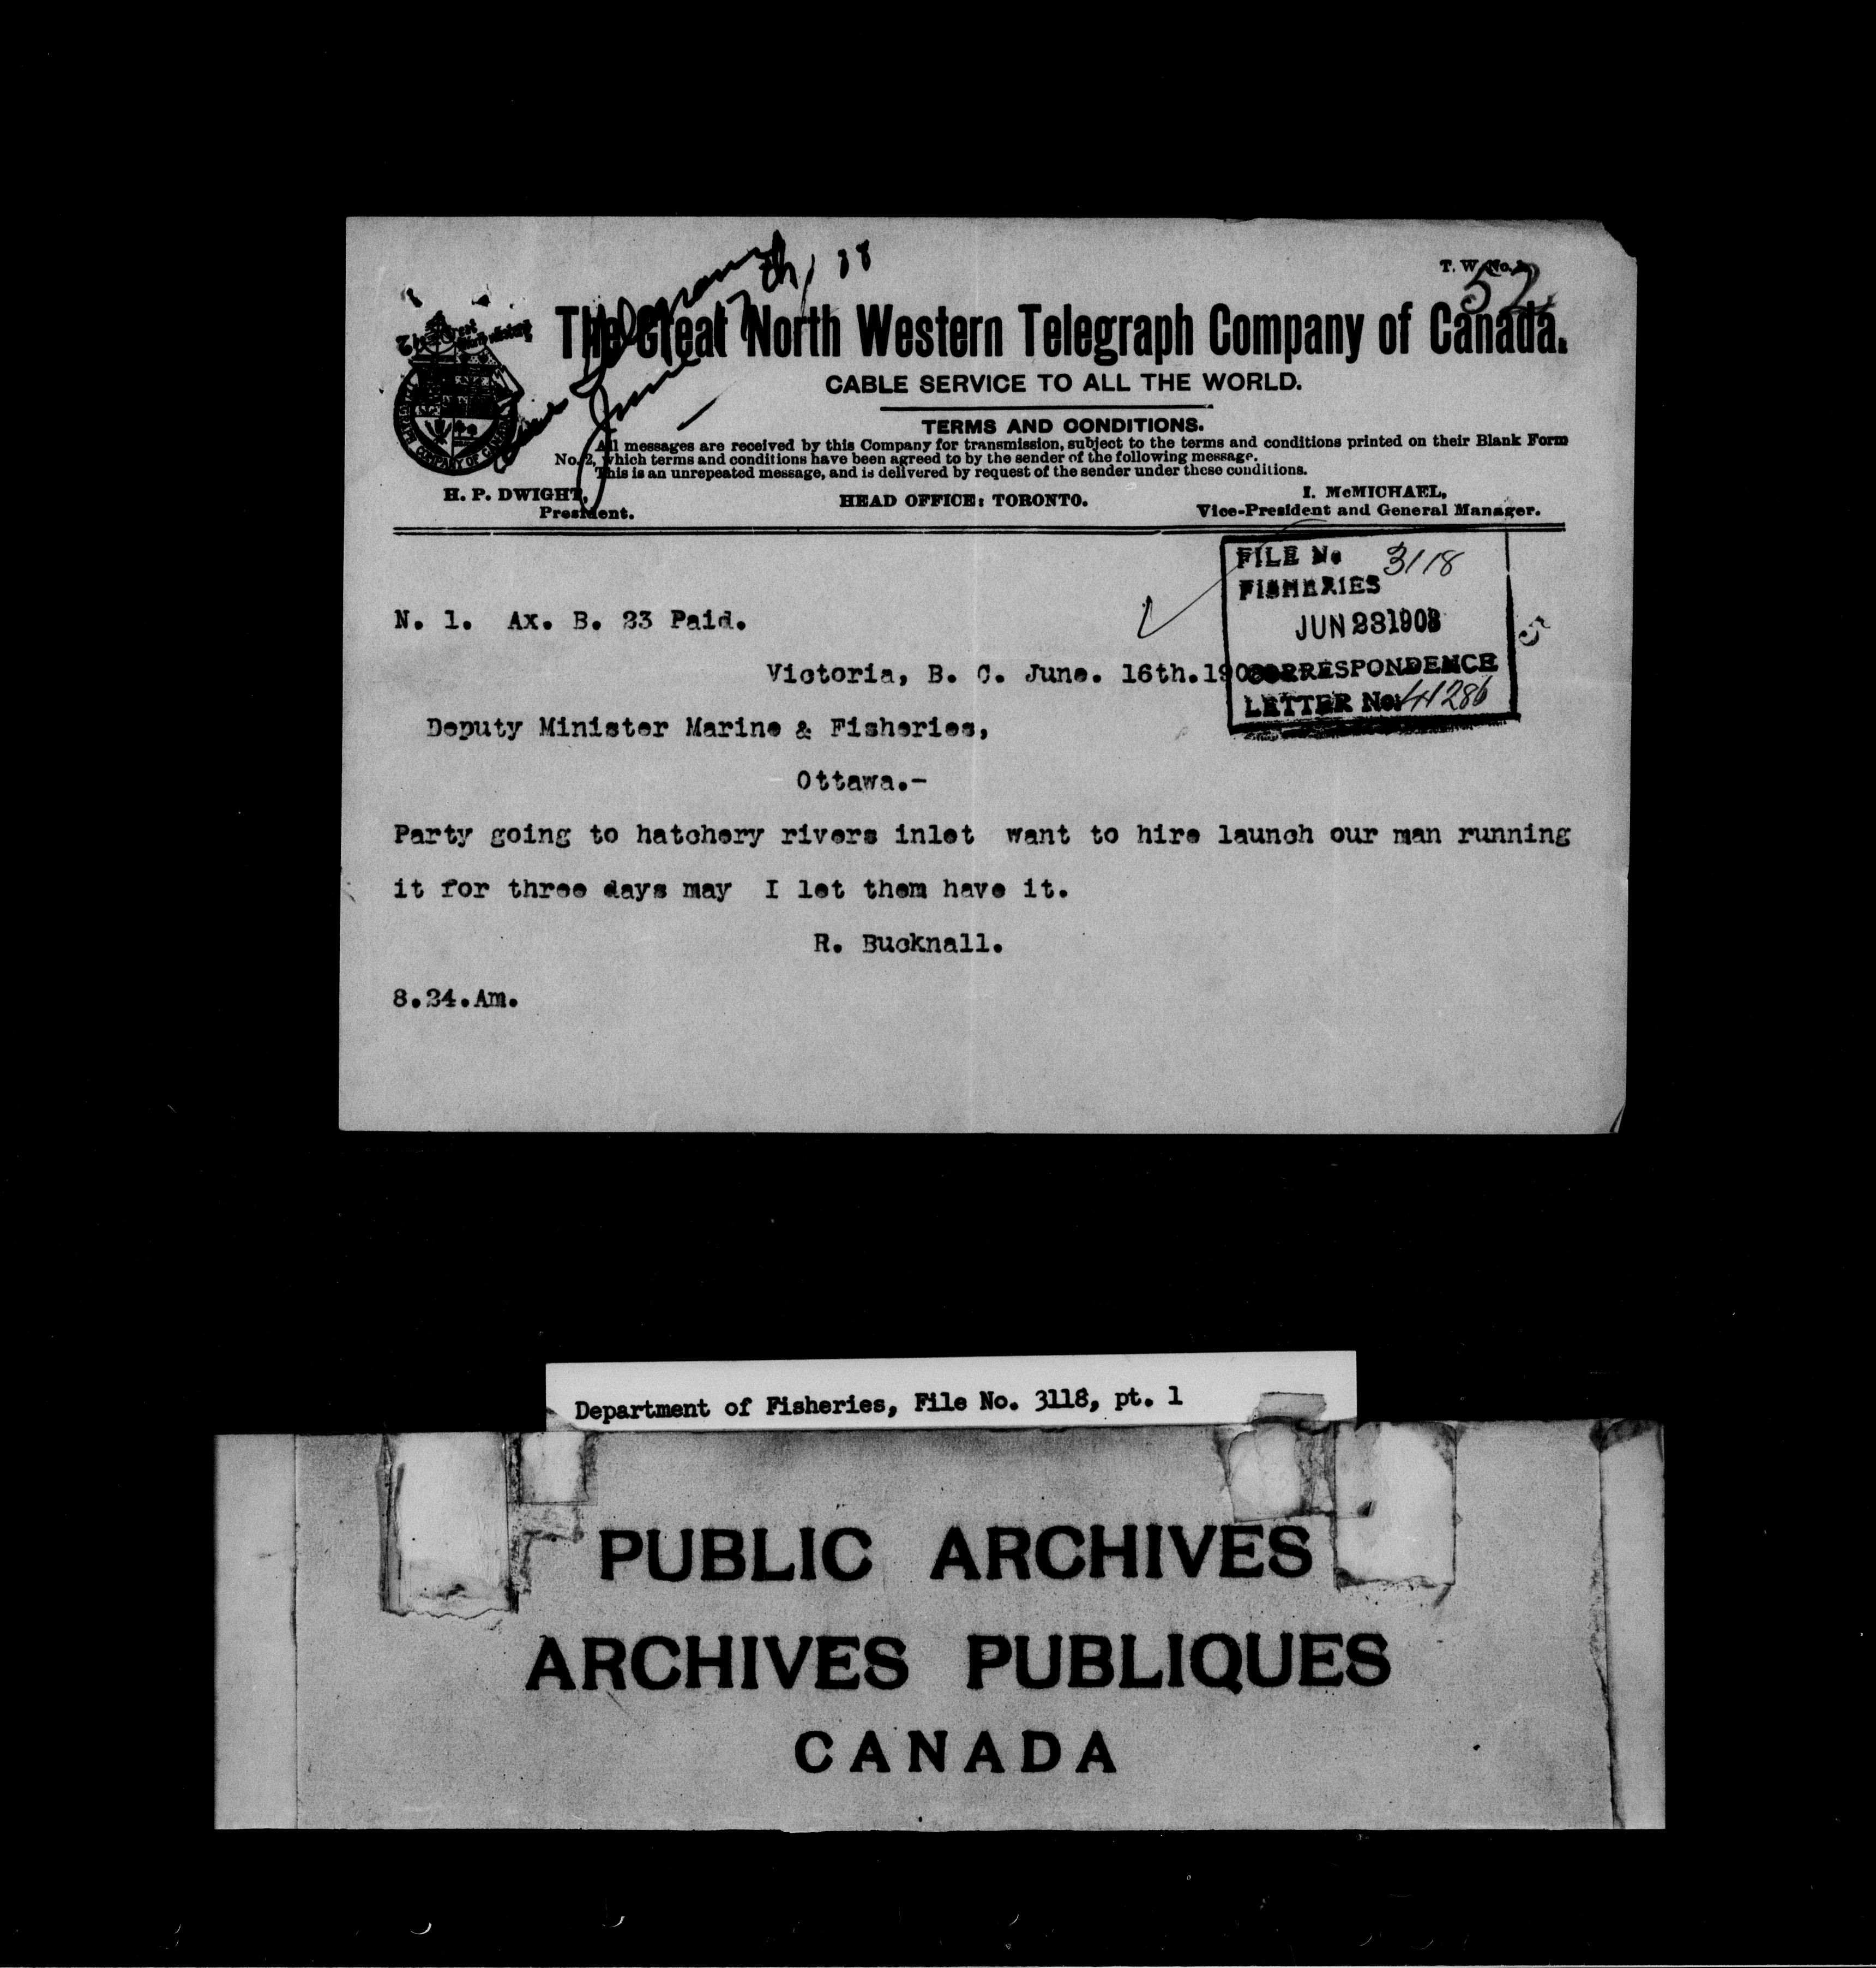 T. W. No.
52
The Great North Western Telegraph Company of Canada.
CABLE SERVICE TO ALL THE WORLD.
TERMS AND CONDITIONS.
All messages are received by this Company for transmission, subject to the terms and conditions printed on their Blank Form
No. 2, which terms and conditions have been agreed to by the sender of the following message.
This is an unrepeated message, and is delivered by request of the sender under these conditions.
H. P. DWIGHT,
President.
HEAD OFFICE: TORONTO.
I. McMICHAEL,
Vice-President and General Manager.
Telegram
June 17th/08
FILE No 3118
FISHERIES
JUN 23 1908
CORRESPONDENCE
LETTER No: 41286
5
N. 1. Ax. B. 23 Paid.
Victoria, B. C. June. 16th.190
Deputy Minister Marine & Fisheries,
Ottawa.-
Party going to hatchery rivers inlet want to hire launch our man running
it for three days may I let them have it.
R. Bucknall.
8.24.Am.
Department of Fisheries, File No. 3118, pt. 1
PUBLIC ARCHIVES
ARCHIVES PUBLIQUES
CANADA